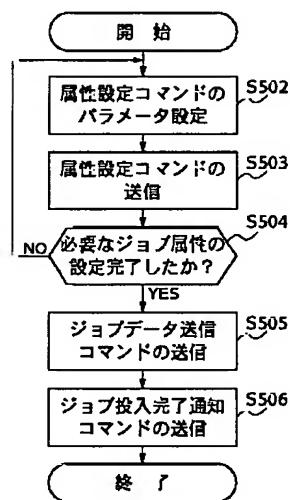 開 始
属性設定コマンドの
パラメータ設定
S502
属性設定コマンドの
送信
S503
必要なジョブ属性の
設定完了したか？
S504
NO
YES
ジョブデータ送信
コマンドの送信
S505
ジョブ投入完了通知
コマンドの送信
S506
終 了